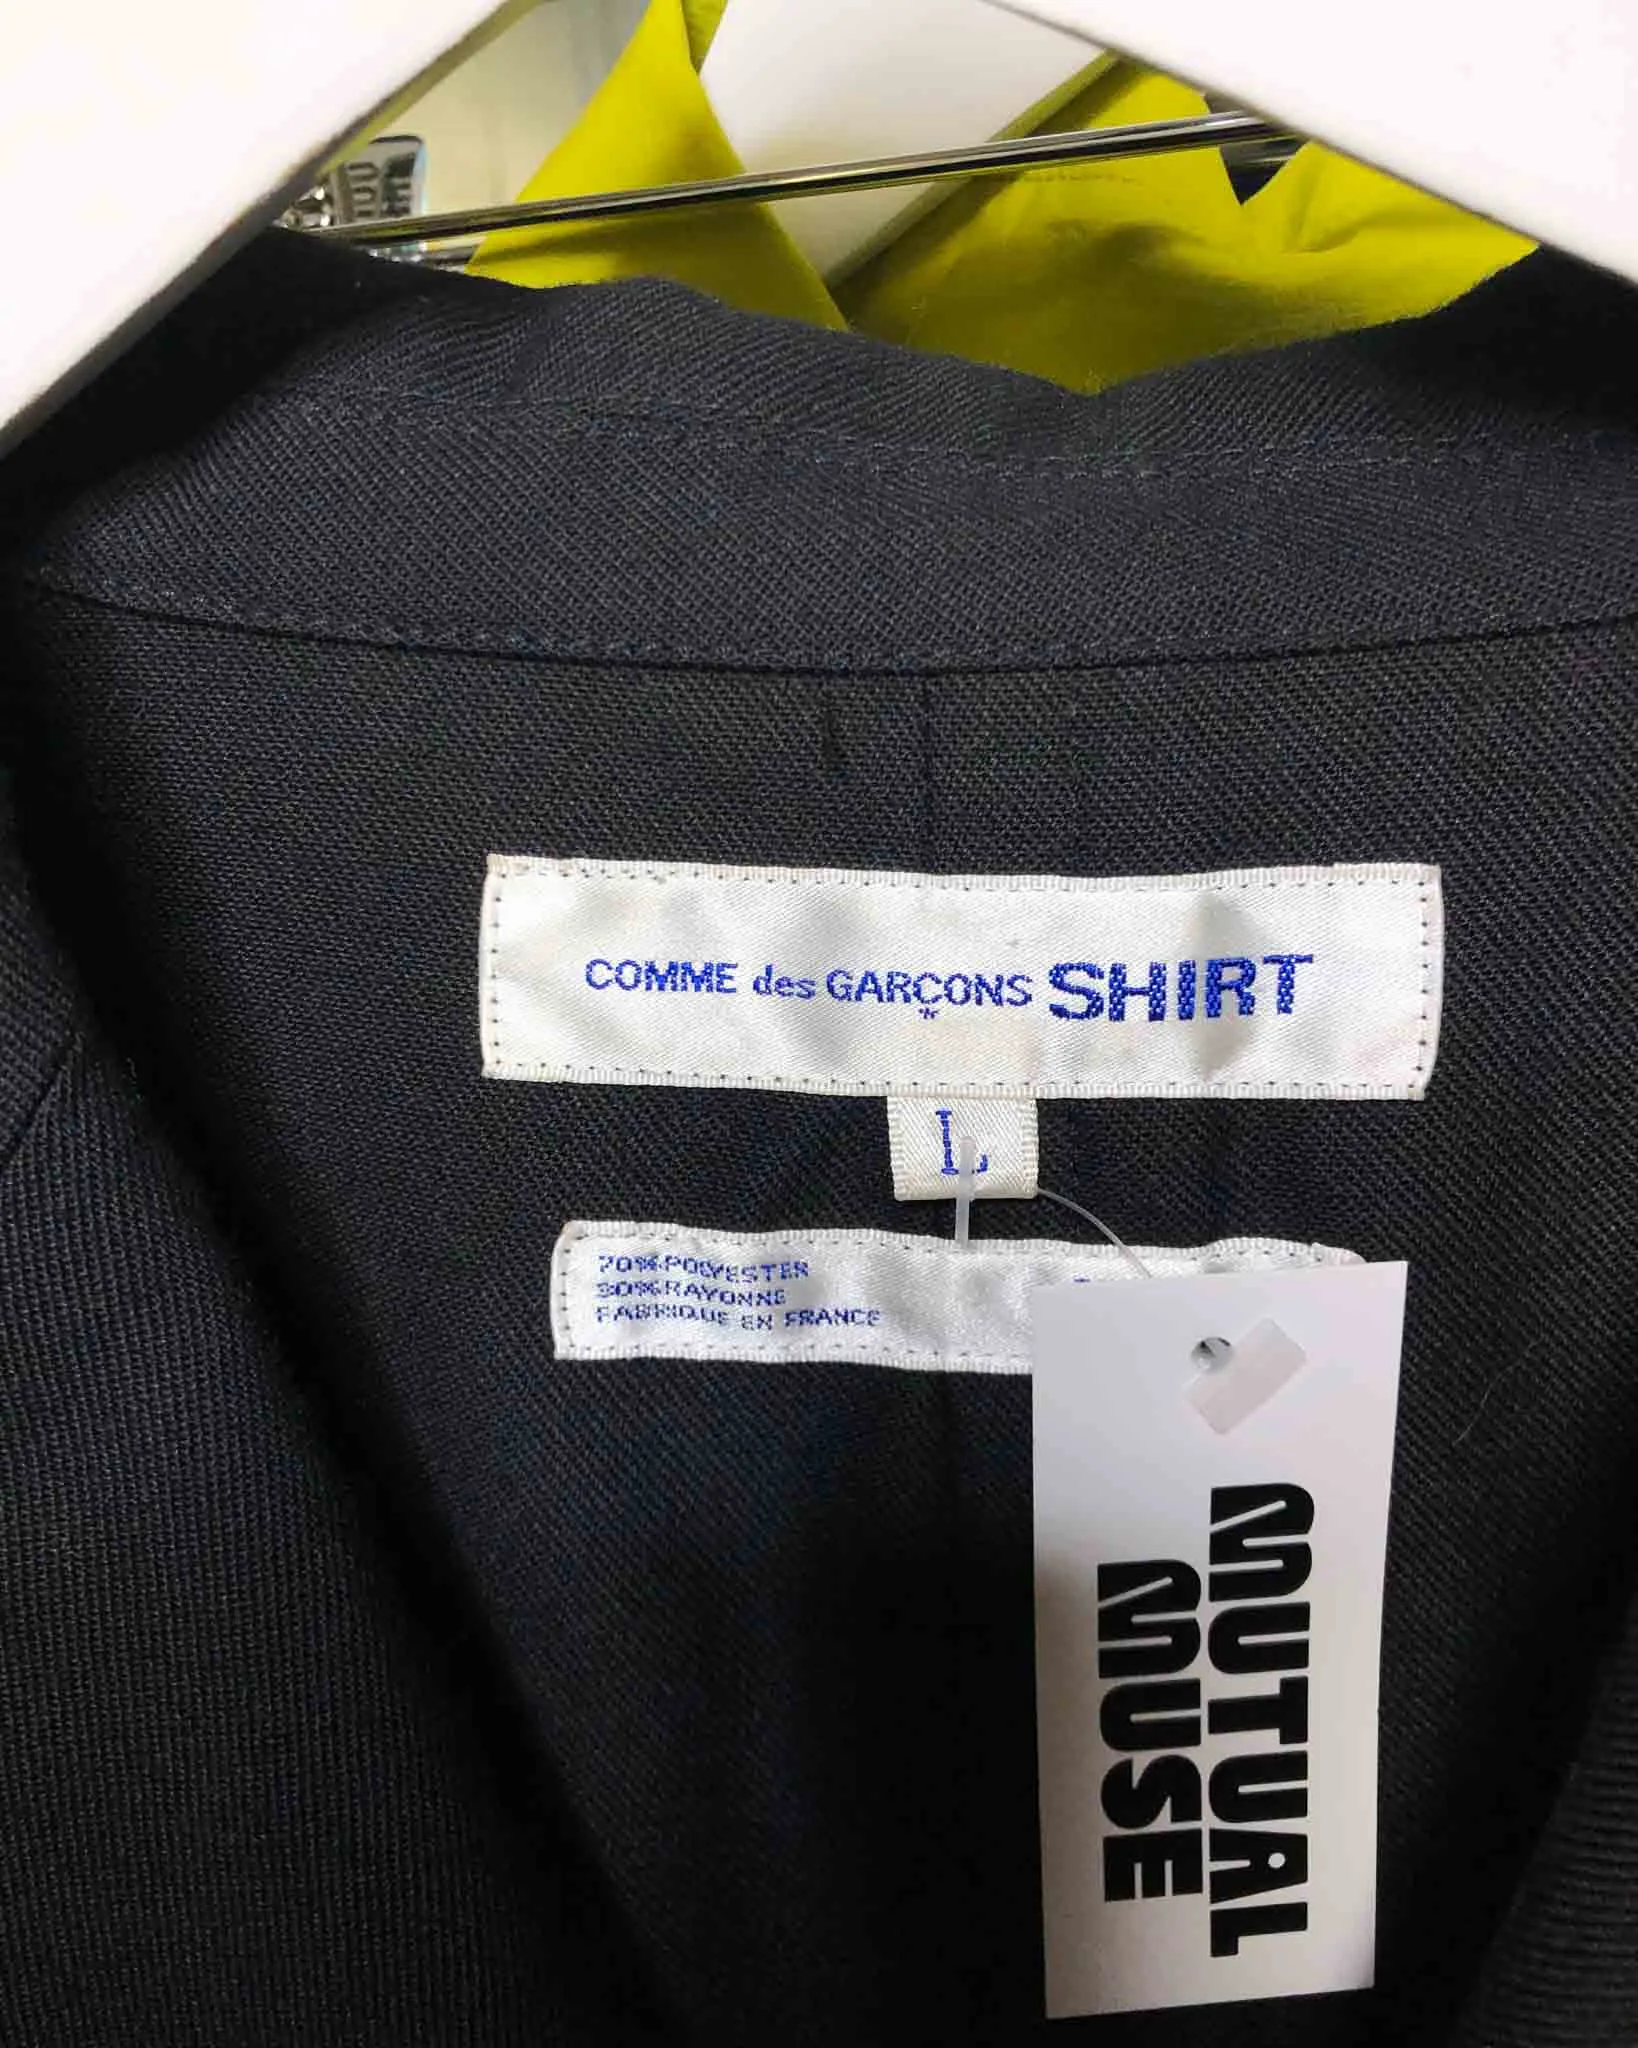 COMME des GARÇONS SHIRT
L
70% POLYESTER
30% RAYONNE
FABRIQUE EN FRANCE
MUTUAL
MUSE